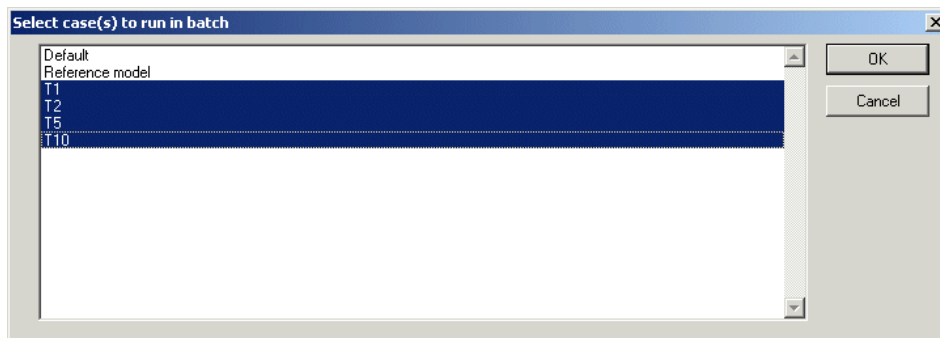 Select case(s) to run in batch
Default
Reference model
T1
T2
T5
T10
OK
Cancel